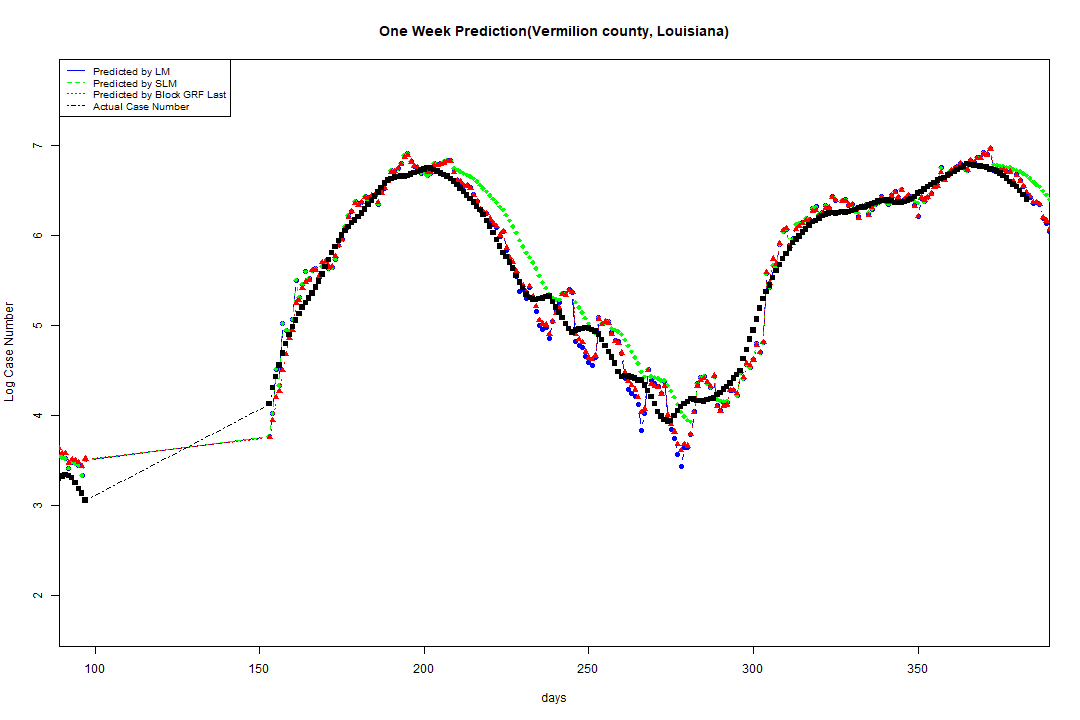 One Week Prediction(Vermilion county, Louisiana)
Predicted by LM
Predicted by SLM
Predicted by Block GRF Last
Actual Case Number
7
6
5
4
3
2
Log Case Number
100 150 200 250 300 350
days